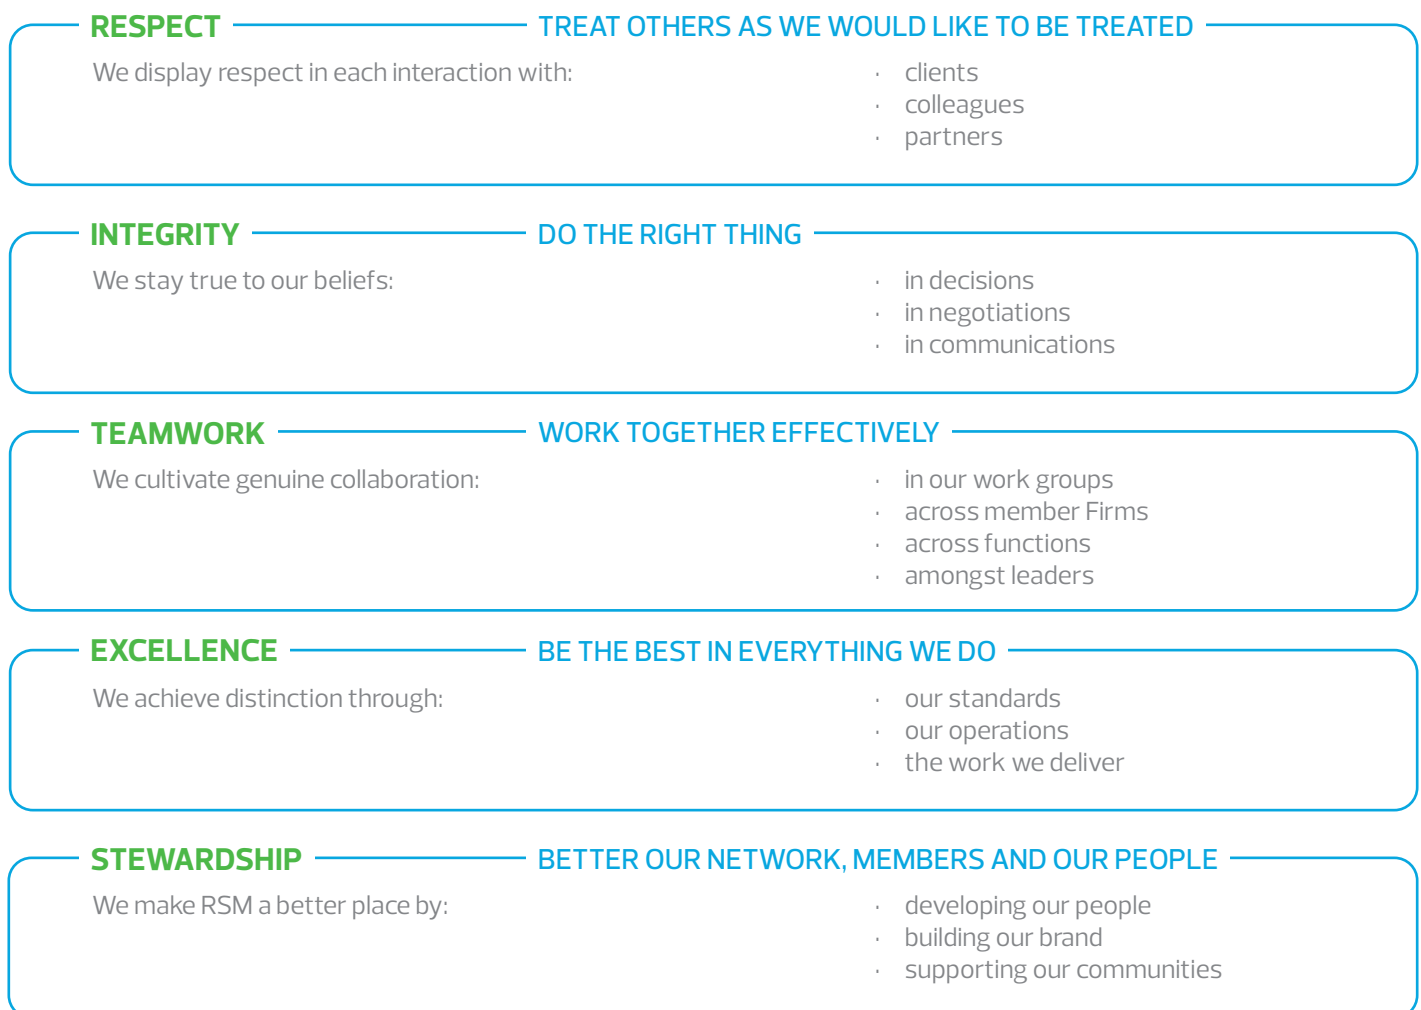 RESPECT TREAT OTHERS AS WE WOULD LIKE TO BE TREATED
We display respect in each interaction with:
· clients
· colleagues
· partners
INTEGRITY DO THE RIGHT THING
We stay true to our beliefs:
· in decisions
· in negotiations
· in communications
TEAMWORK WORK TOGETHER EFFECTIVELY
We cultivate genuine collaboration:
· in our work groups
· across member Firms
· across functions
· amongst leaders
EXCELLENCE BE THE BEST IN EVERYTHING WE DO
We achieve distinction through:
· our standards
· our operations
· the work we deliver
STEWARDSHIP BETTER OUR NETWORK, MEMBERS AND OUR PEOPLE
We make RSM a better place by:
· developing our people
· building our brand
· supporting our communities